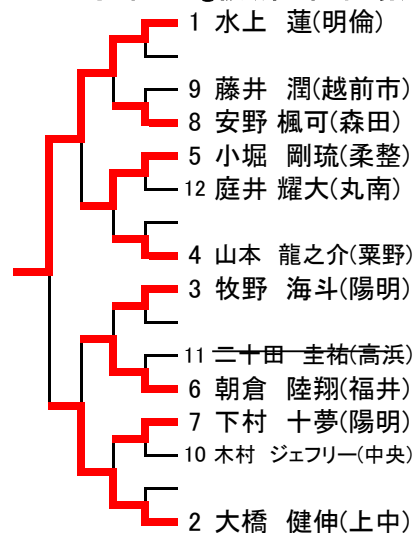 1 水上 蓮(明倫)
9 藤井 潤(越前市)
8 安野 楓可(森田)
5 小堀 剛琉(柔整)
12 庭井 耀大(丸南)
4 山本 龍之介(粟野)
3 牧野 海斗(陽明)
11 二十田 圭祐(高浜)
6 朝倉 陸翔(福井)
7 下村 十夢(陽明)
10 木村 ジェフリー(中央)
2 大橋 健伸(上中)